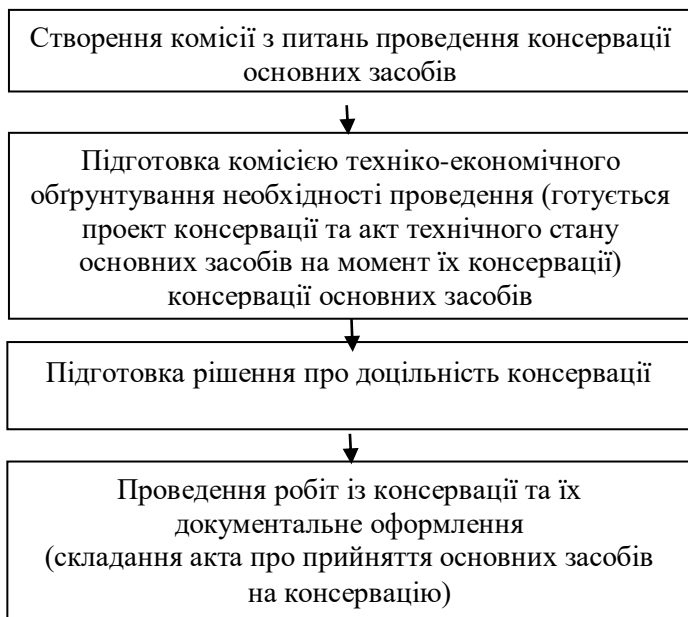 Створення комісії з питань проведення консервації
основних засобів
Підготовка комісією техніко-економічного
обґрунтування необхідності проведення (готується
проект консервації та акт технічного стану
основних засобів на момент їх консервації)
консервації основних засобів
Підготовка рішення про доцільність консервації
Проведення робіт із консервації та їх
документальне оформлення
(складання акта про прийняття основних засобів
на консервацію)